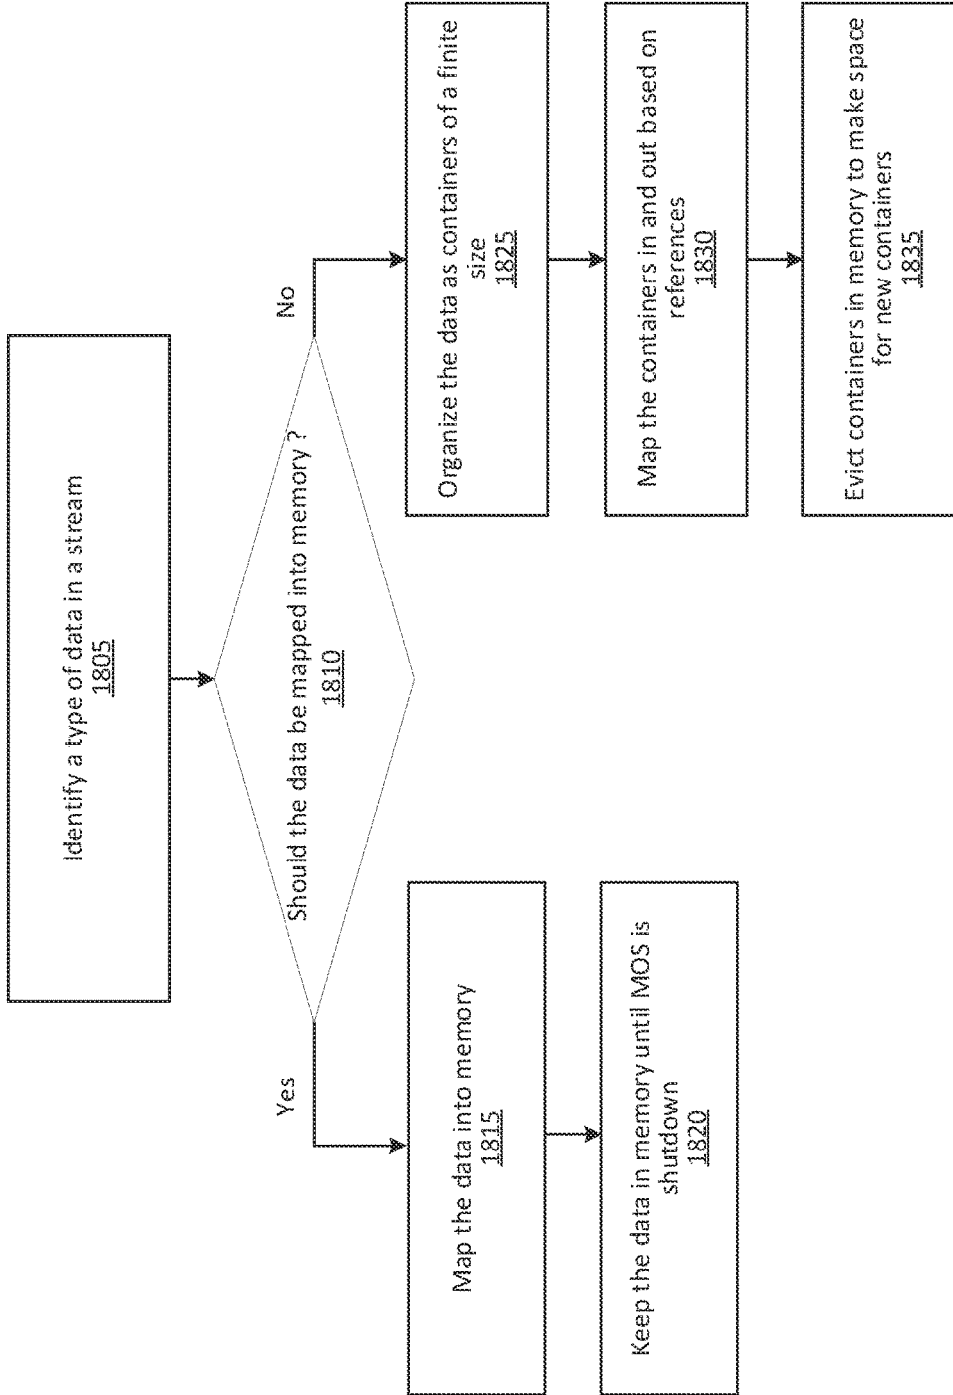 Identify a type of data in a stream
1805
Should the data be mapped into memory ?
1810
Yes
No
Map the data into memory
1815
Keep the data in memory until MOS is
shutdown
1820
Organize the data as containers of a finite
size
1825
Map the containers in and out based on
references
1830
Evict containers in memory to make space
for new containers
1835